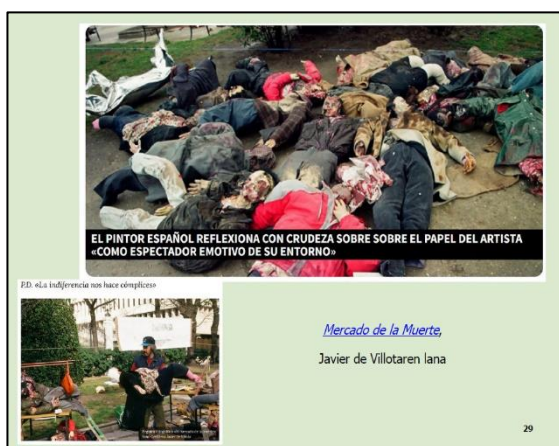 EL PINTOR ESPAÑOL REFLEXIONA CON CRUDEZA SOBRE SOBRE EL PAPEL DEL ARTISTA
«COMO ESPECTADOR EMOTIVO DE SU ENTORNO»
P.D. «La indiferencia nos hace cómplices»
Mercado de la Muerte,
Javier de Villotaren lana
29